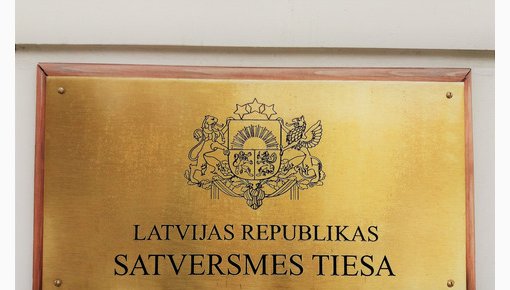 LATVIJAS REPUBLIKAS
SATVERSMES TIESA